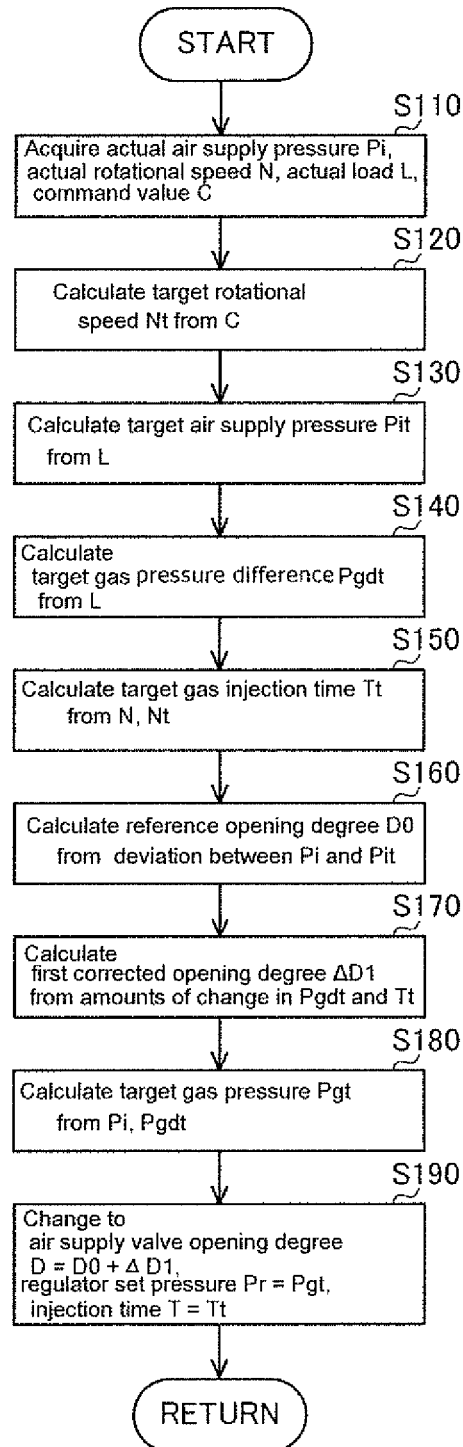 START
S110
Acquire actual air supply pressure Pi,
actual rotational speed N, actual load L,
command value C
S120
Calculate target rotational
speed Nt from C
S130
Calculate target air supply pressure Pit
from L
S140
Calculate
target gas pressure difference Pgdt
from L
S150
Calculate target gas injection time Tt
from N, Nt
S160
Calculate reference opening degree D0
from deviation between Pi and Pit
S170
Calculate
first corrected opening degree ΔD1
from amounts of change in Pgdt and Tt
S180
Calculate target gas pressure Pgt
from Pi, Pgdt
S190
Change to
air supply valve opening degree
D = D0 + Δ D1,
regulator set pressure Pr = Pgt,
injection time T = Tt
RETURN